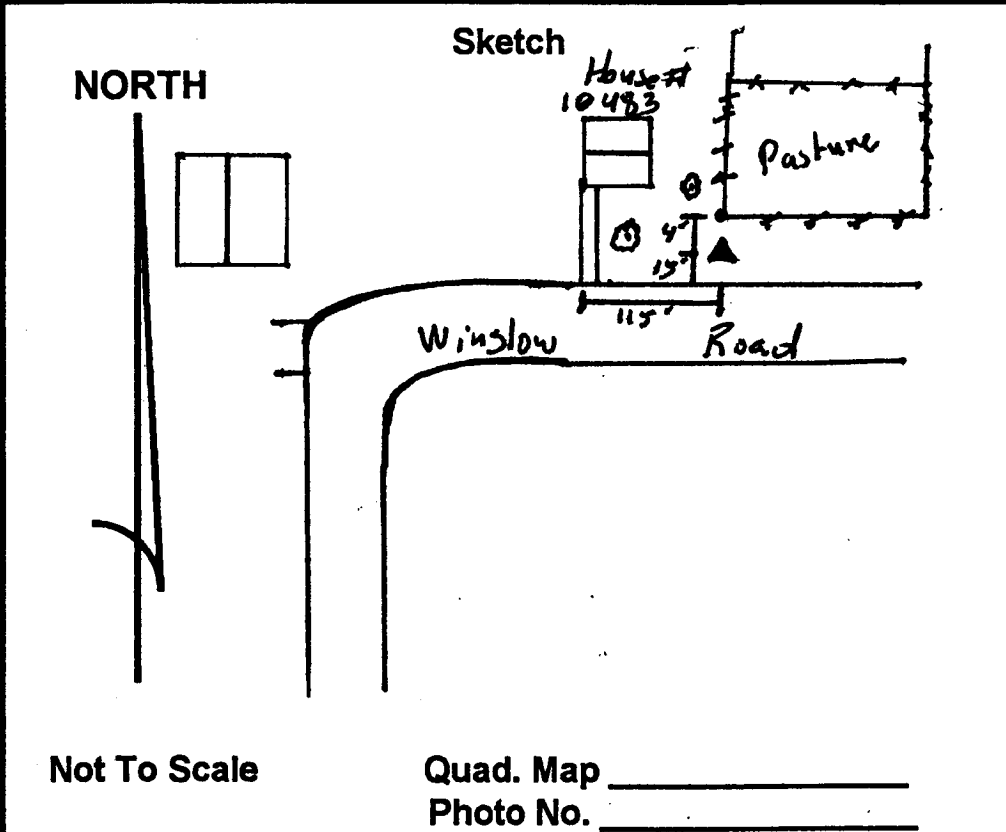 Sketch
NORTH
House #
10483
Pasture
4'
15'
115'
Winslow Road
Not To Scale
Quad. Map
Photo No.